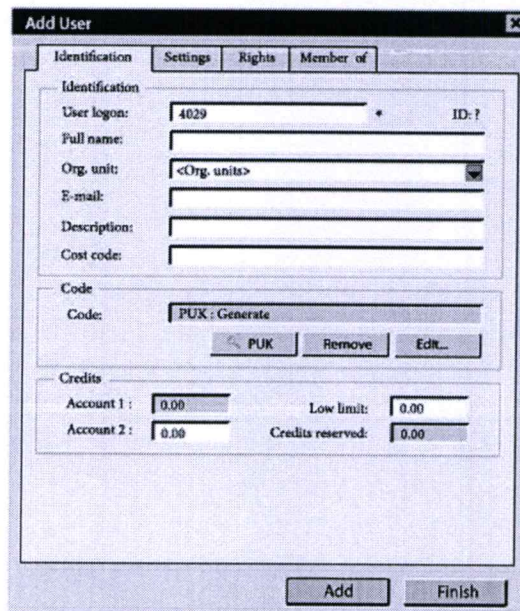 Add User
Identification Settings Rights Member of
Identification
User logon: 4029 * ID: ?
Full name:
Org. unit: <Org. units>
E-mail:
Description:
Cost code:
Code
Code: PUK : Generate
PUK Remove Edit...
Credits
Account 1 : 0.00 Low limit: 0.00
Account 2 : 0.00 Credits reserved: 0.00
Add Finish